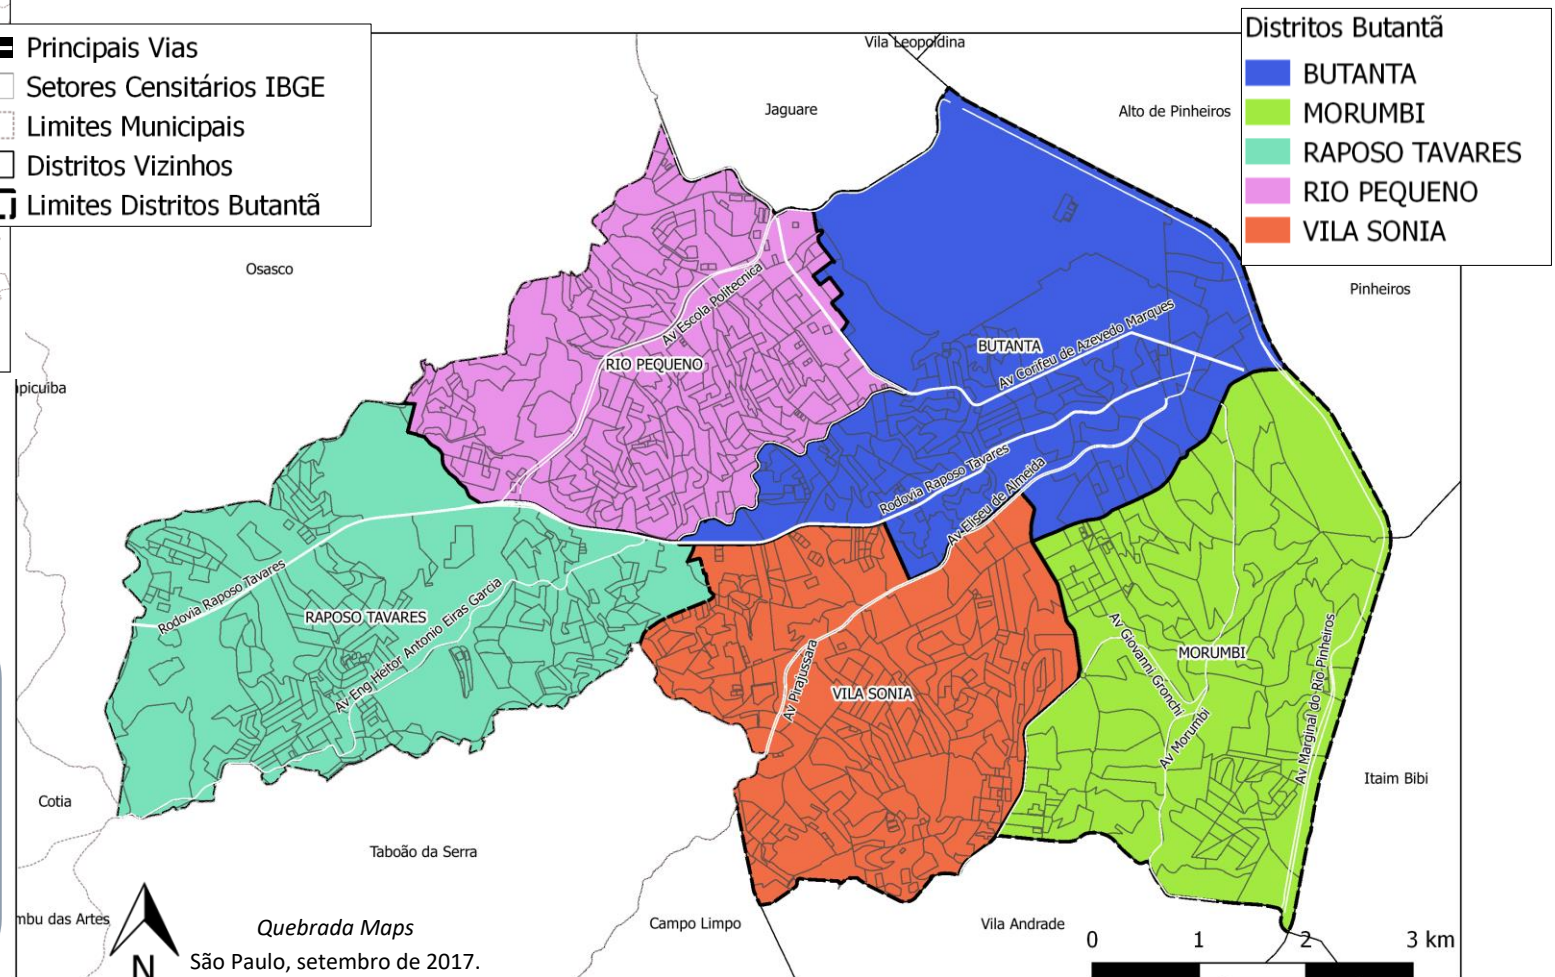 Principais Vias
Setores Censitários IBGE
Limites Municipais
Distritos Vizinhos
Limites Distritos Butantã
Distritos Butantã
BUTANTA
MORUMBI
RAPOSO TAVARES
RIO PEQUENO
VILA SONIA
Vila Leopoldina
Jaguare
Alto de Pinheiros
Osasco
Pinheiros
Av Escola Politecnica
RIO PEQUENO
BUTANTA
Av Corifeu de Azevedo Marques
Rodovia Raposo Tavares
Av Eliseu de Almeida
Rodovia Raposo Tavares
RAPOSO TAVARES
Av Eng Heitor Antonio Eiras Garcia
Av Pirajussara
VILA SONIA
Av Giovanni Gronchi
MORUMBI
Av Morumbi
Av Marginal do Rio Pinheiros
Itaim Bibi
Cotia
Taboão da Serra
Campo Limpo
Vila Andrade
N
Quebrada Maps
São Paulo, setembro de 2017.
0 1 2 3 km